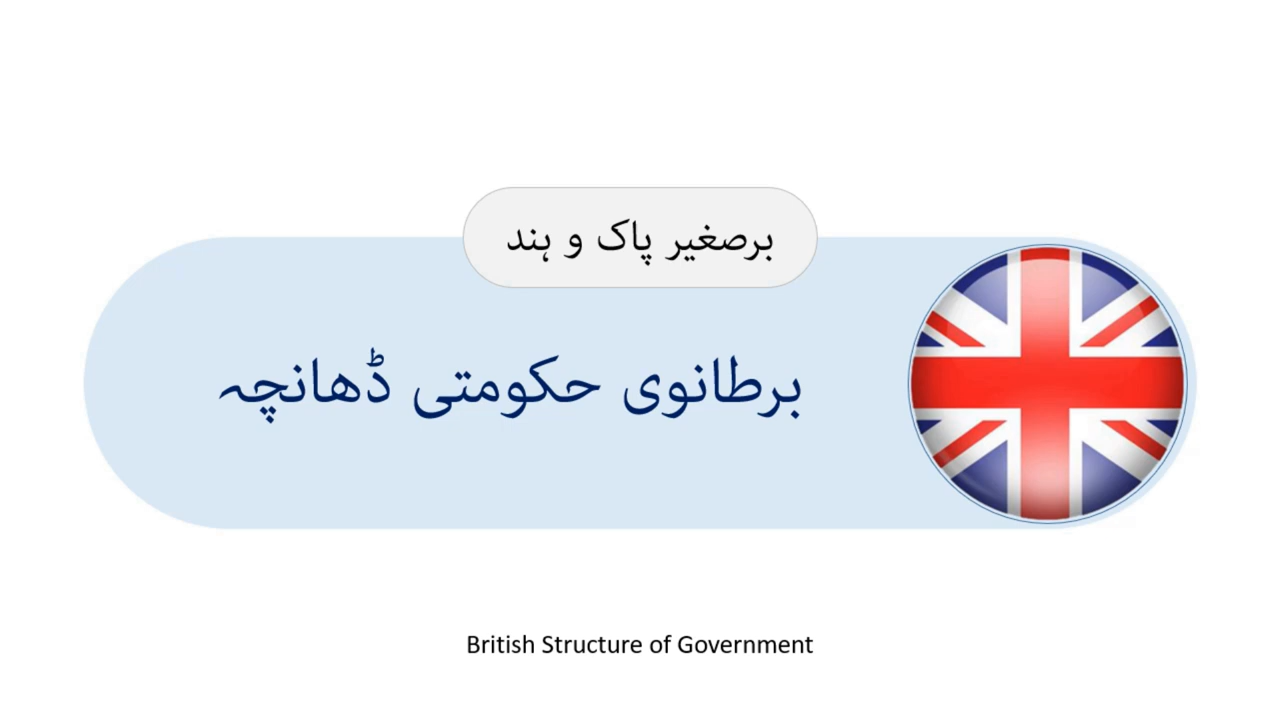 برصغیر پاک و ہند
برطانوی حکومتی ڈھانچہ
British Structure of Government